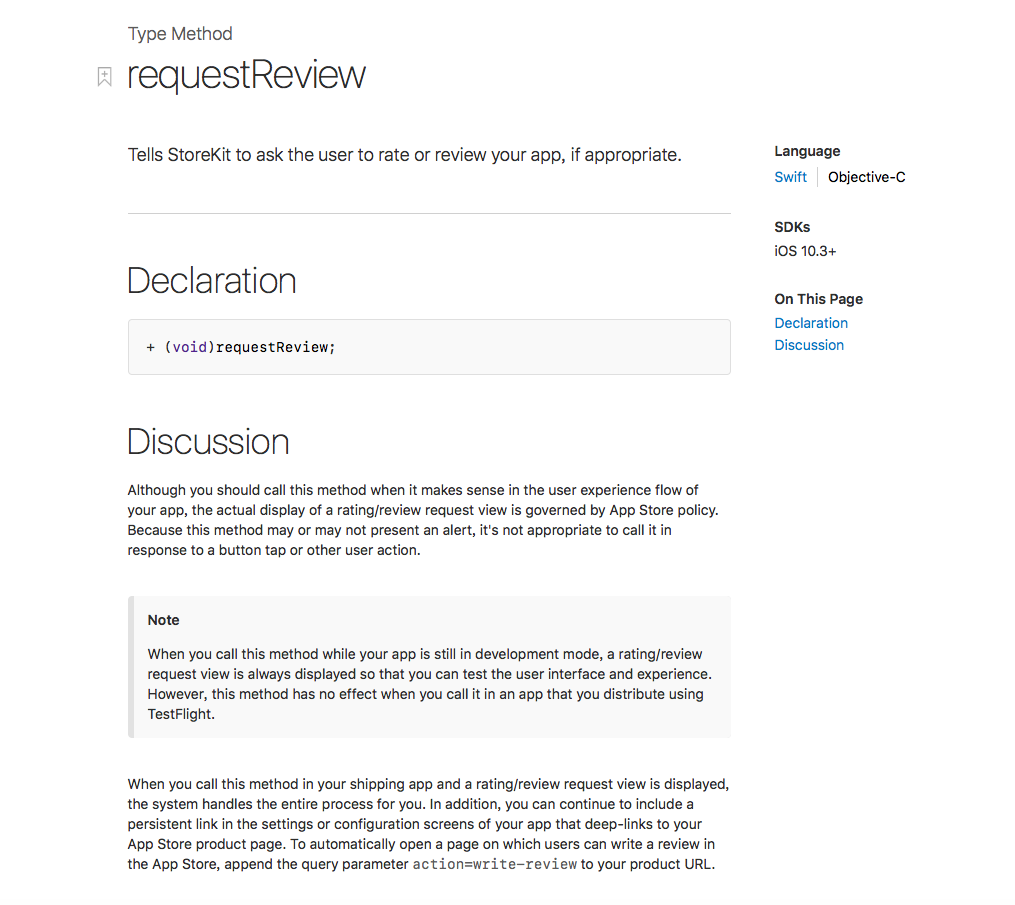 Type Method
requestReview
Tells StoreKit to ask the user to rate or review your app, if appropriate.
Language
Swift Objective-C
SDKs
iOS 10.3+
On This Page
Declaration
Discussion
Declaration
+ (void)requestReview;
Discussion
Although you should call this method when it makes sense in the user experience flow of
your app, the actual display of a rating/review request view is governed by App Store policy.
Because this method may or may not present an alert, it's not appropriate to call it in
response to a button tap or other user action.
Note
When you call this method while your app is still in development mode, a rating/review
request view is always displayed so that you can test the user interface and experience.
However, this method has no effect when you call it in an app that you distribute using
TestFlight.
When you call this method in your shipping app and a rating/review request view is displayed,
the system handles the entire process for you. In addition, you can continue to include a
persistent link in the settings or configuration screens of your app that deep-links to your
App Store product page. To automatically open a page on which users can write a review in
the App Store, append the query parameter action=write-review to your product URL.